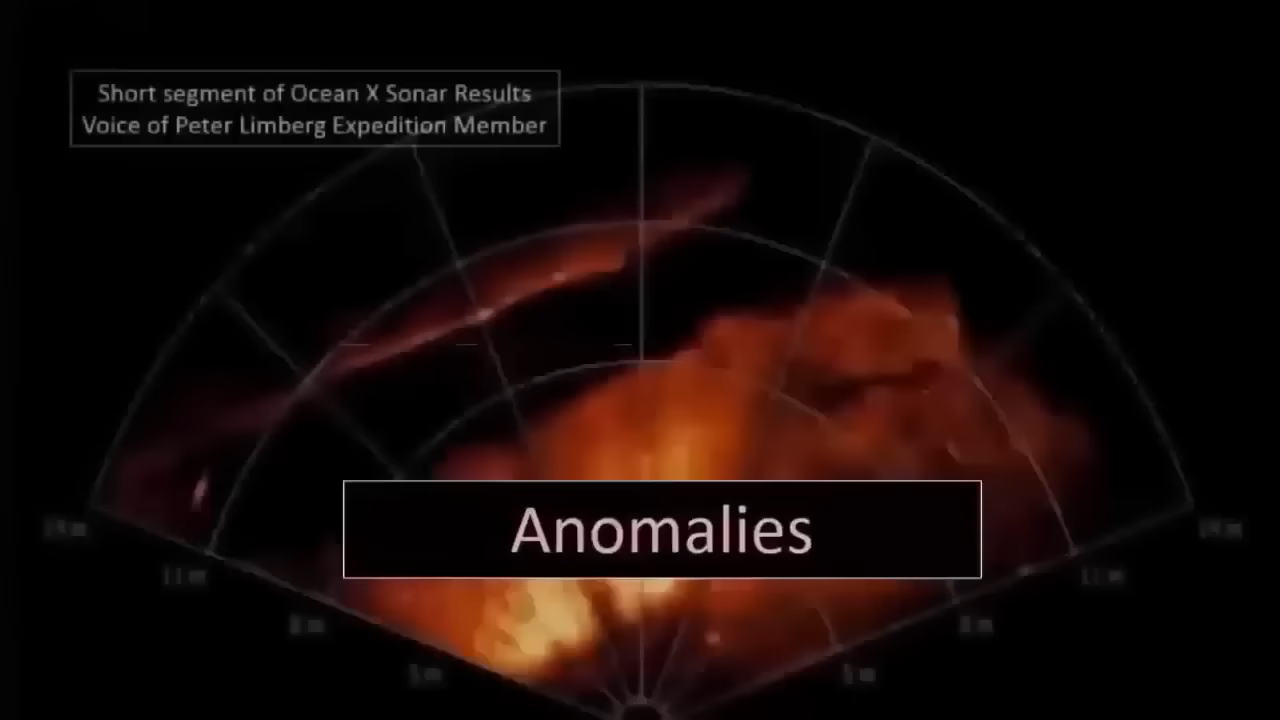 Short segment of Ocean X Sonar Results
Voice of Peter Limberg Expedition Member
Anomalies